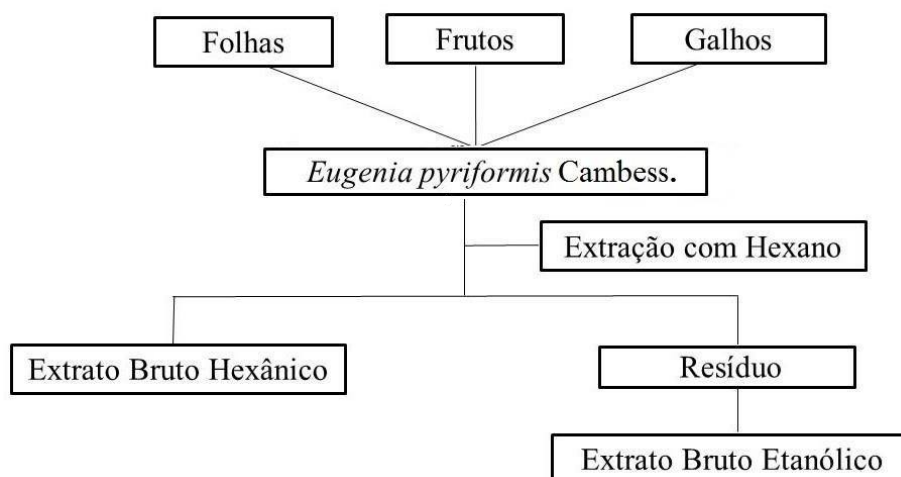 Folhas
Frutos
Galhos
Eugenia pyriformis Cambess.
Extração com Hexano
Extrato Bruto Hexânico
Resíduo
Extrato Bruto Etanólico